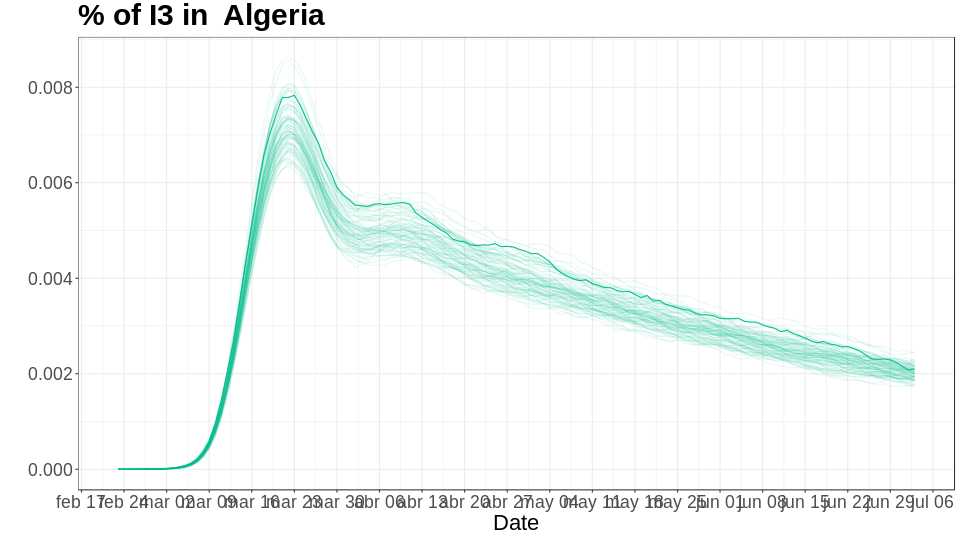 % of I3 in  Algeria
0.008
0.006
0.004
0.002
0.000
feb 17 feb 24 mar 02 mar 09 mar 16 mar 23 mar 30 abr 06 abr 13 abr 20 abr 27 may 04 may 11 may 18 may 25 jun 01 jun 08 jun 15 jun 22 jun 29 jul 06
Date